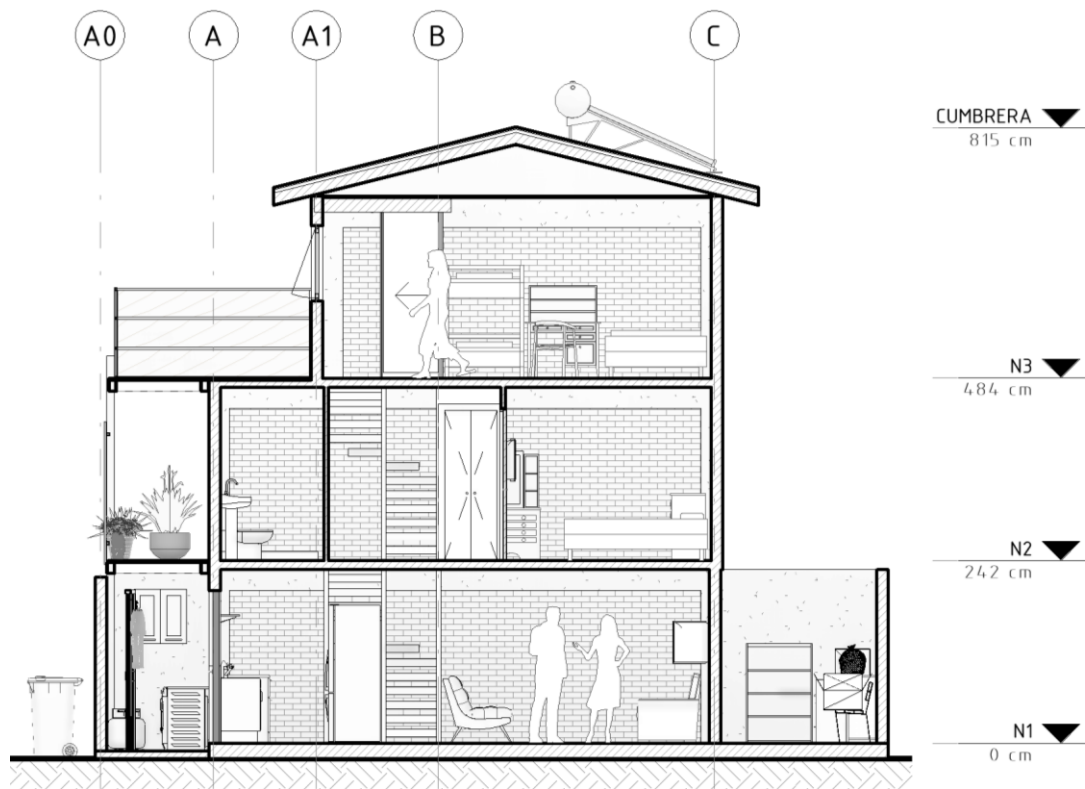 A0 A A1 B C
CUMBRERA
815 cm
N3
484 cm
N2
242 cm
N1
0 cm